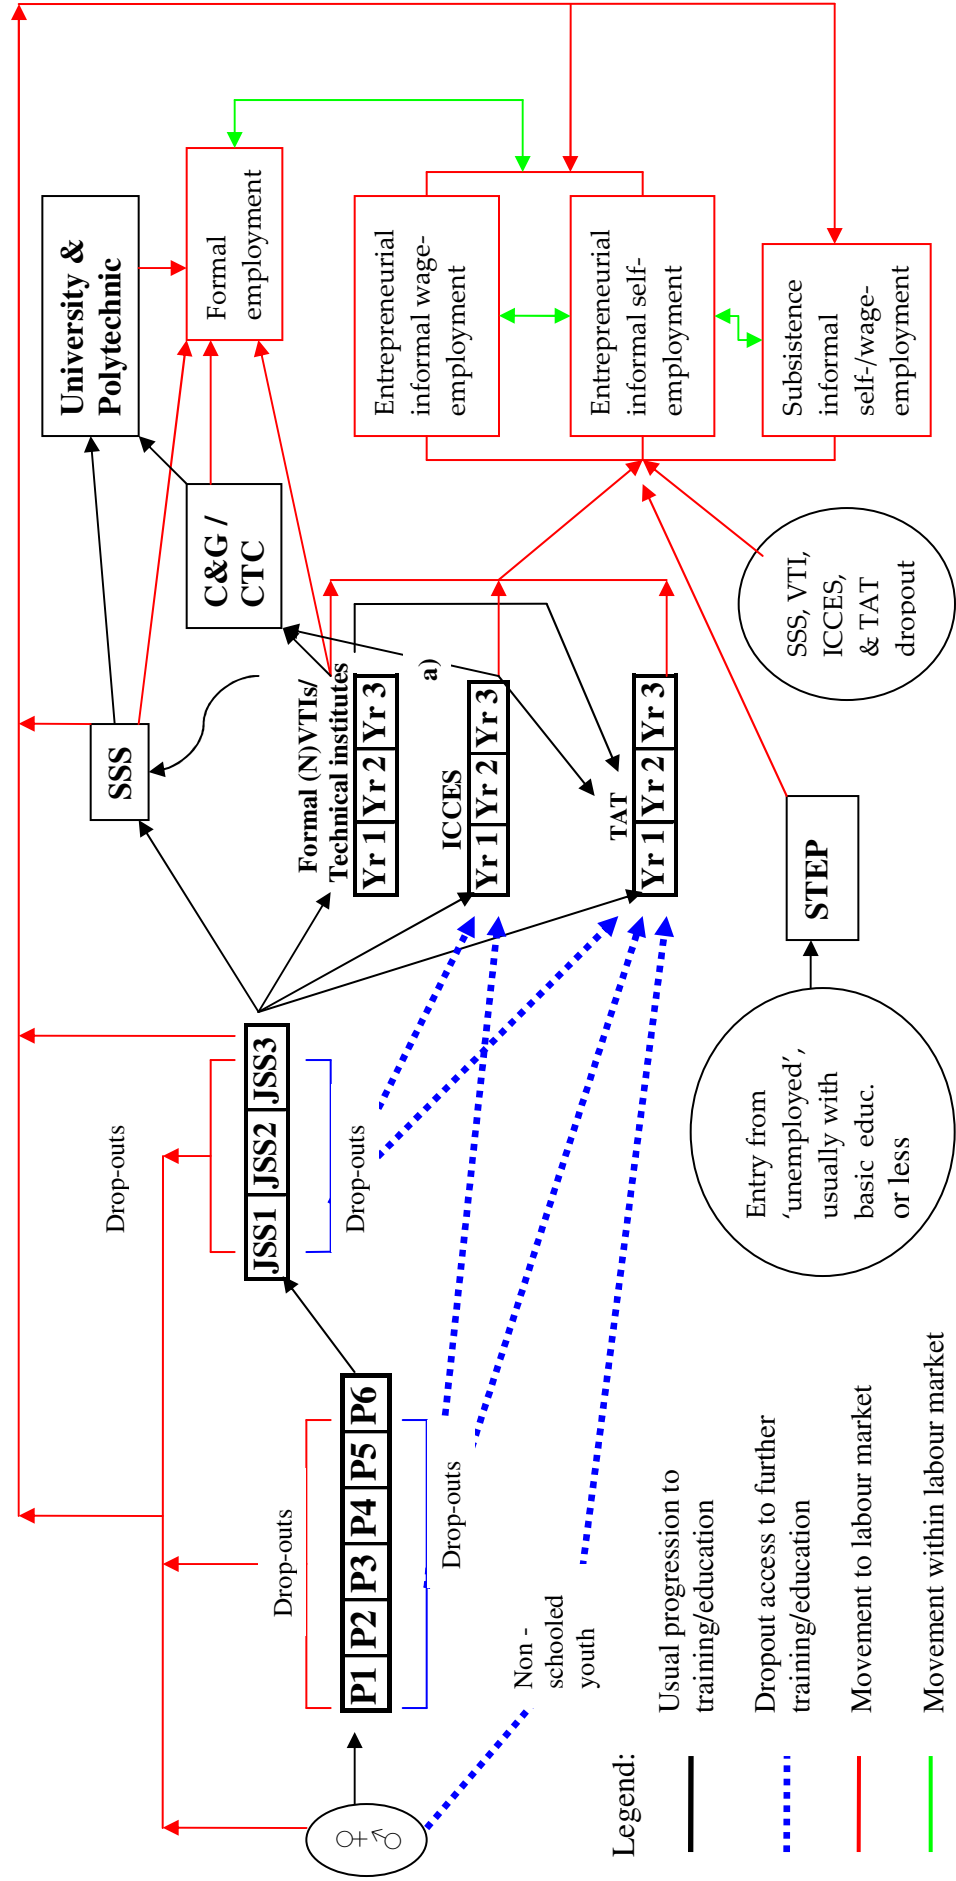 University &
Polytechnic
Formal
employment
SSS
C&G /
CTC
Drop-outs
JSS1 JSS2 JSS3
Drop-outs
Formal (N)VTIs/
Technical institutes
Yr 1 Yr 2 Yr 3
a)
Entrepreneurial
informal wage-
employment
Drop-outs
P1 P2 P3 P4 P5 P6
Drop-outs
ICCES
Yr 1 Yr 2 Yr 3
Entrepreneurial
informal self-
employment
♀♂
Non -
schooled
youth
TAT
Yr 1 Yr 2 Yr 3
Subsistence
informal
self-/wage-
employment
STEP
Entry from
‘unemployed’,
usually with
basic educ.
or less
SSS, VTI,
ICCES,
& TAT
dropout
Legend:
Usual progression to
training/education
Dropout access to further
training/education
Movement to labour market
Movement within labour market